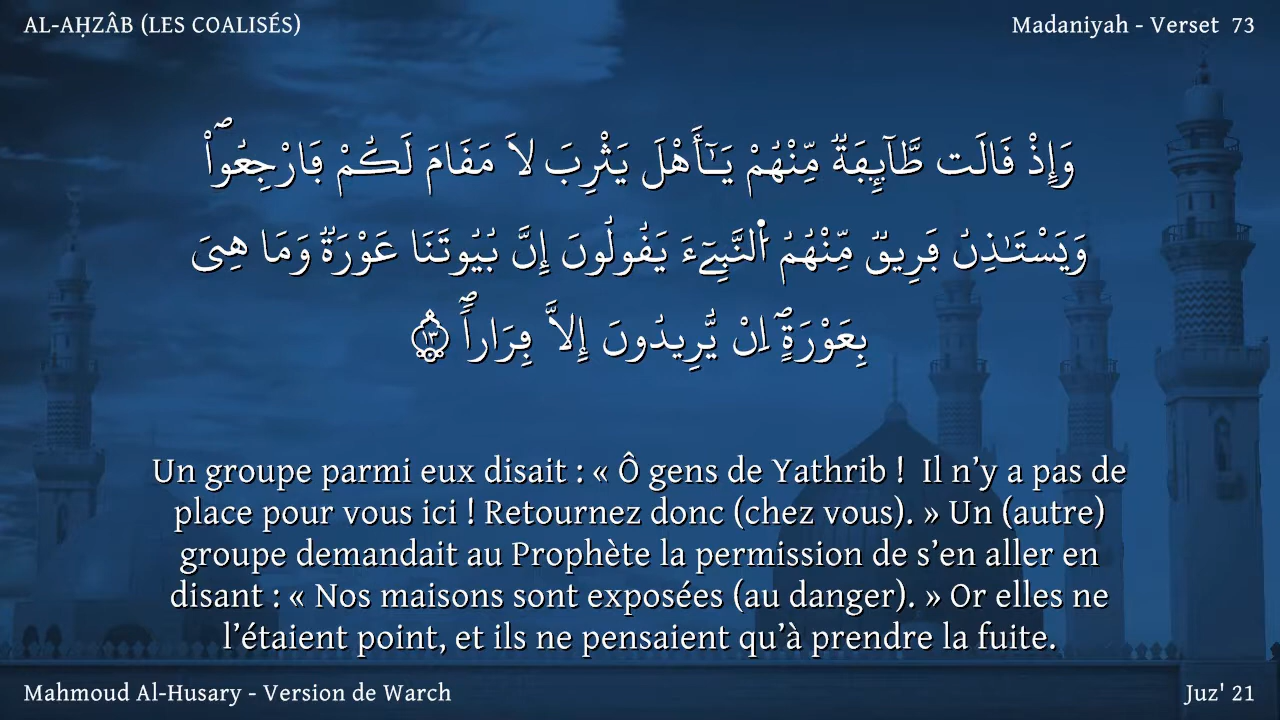 AL-AḤZÂB (LES COALISÉS)
Madaniyah - Verset 73
وَإِذْ قَالَت طَّآئِفَةٌ مِّنْهُمْ يَٰٓأَهْلَ يَثْرِبَ لَا مَقَامَ لَكُمْ فَارْجِعُواْۖ
وَيَسْتَٰذِنُ فَرِيقٌ مِّنْهُمُ اُلنَّبِےٓءَ يَقُولُونَ إِنَّ بُيُوتَنَا عَوْرَةٌ وَمَا هِىَ
بِعَوْرَةٍۖ اِنْ يُّرِيدُونَ إِلَّا فِرَاراًۖ ١٣
Un groupe parmi eux disait : « Ô gens de Yathrib ! Il n’y a pas de
place pour vous ici ! Retournez donc (chez vous). » Un (autre)
groupe demandait au Prophète la permission de s’en aller en
disant : « Nos maisons sont exposées (au danger). » Or elles ne
l’étaient point, et ils ne pensaient qu’à prendre la fuite.
Mahmoud Al-Husary - Version de Warch
Juz' 21